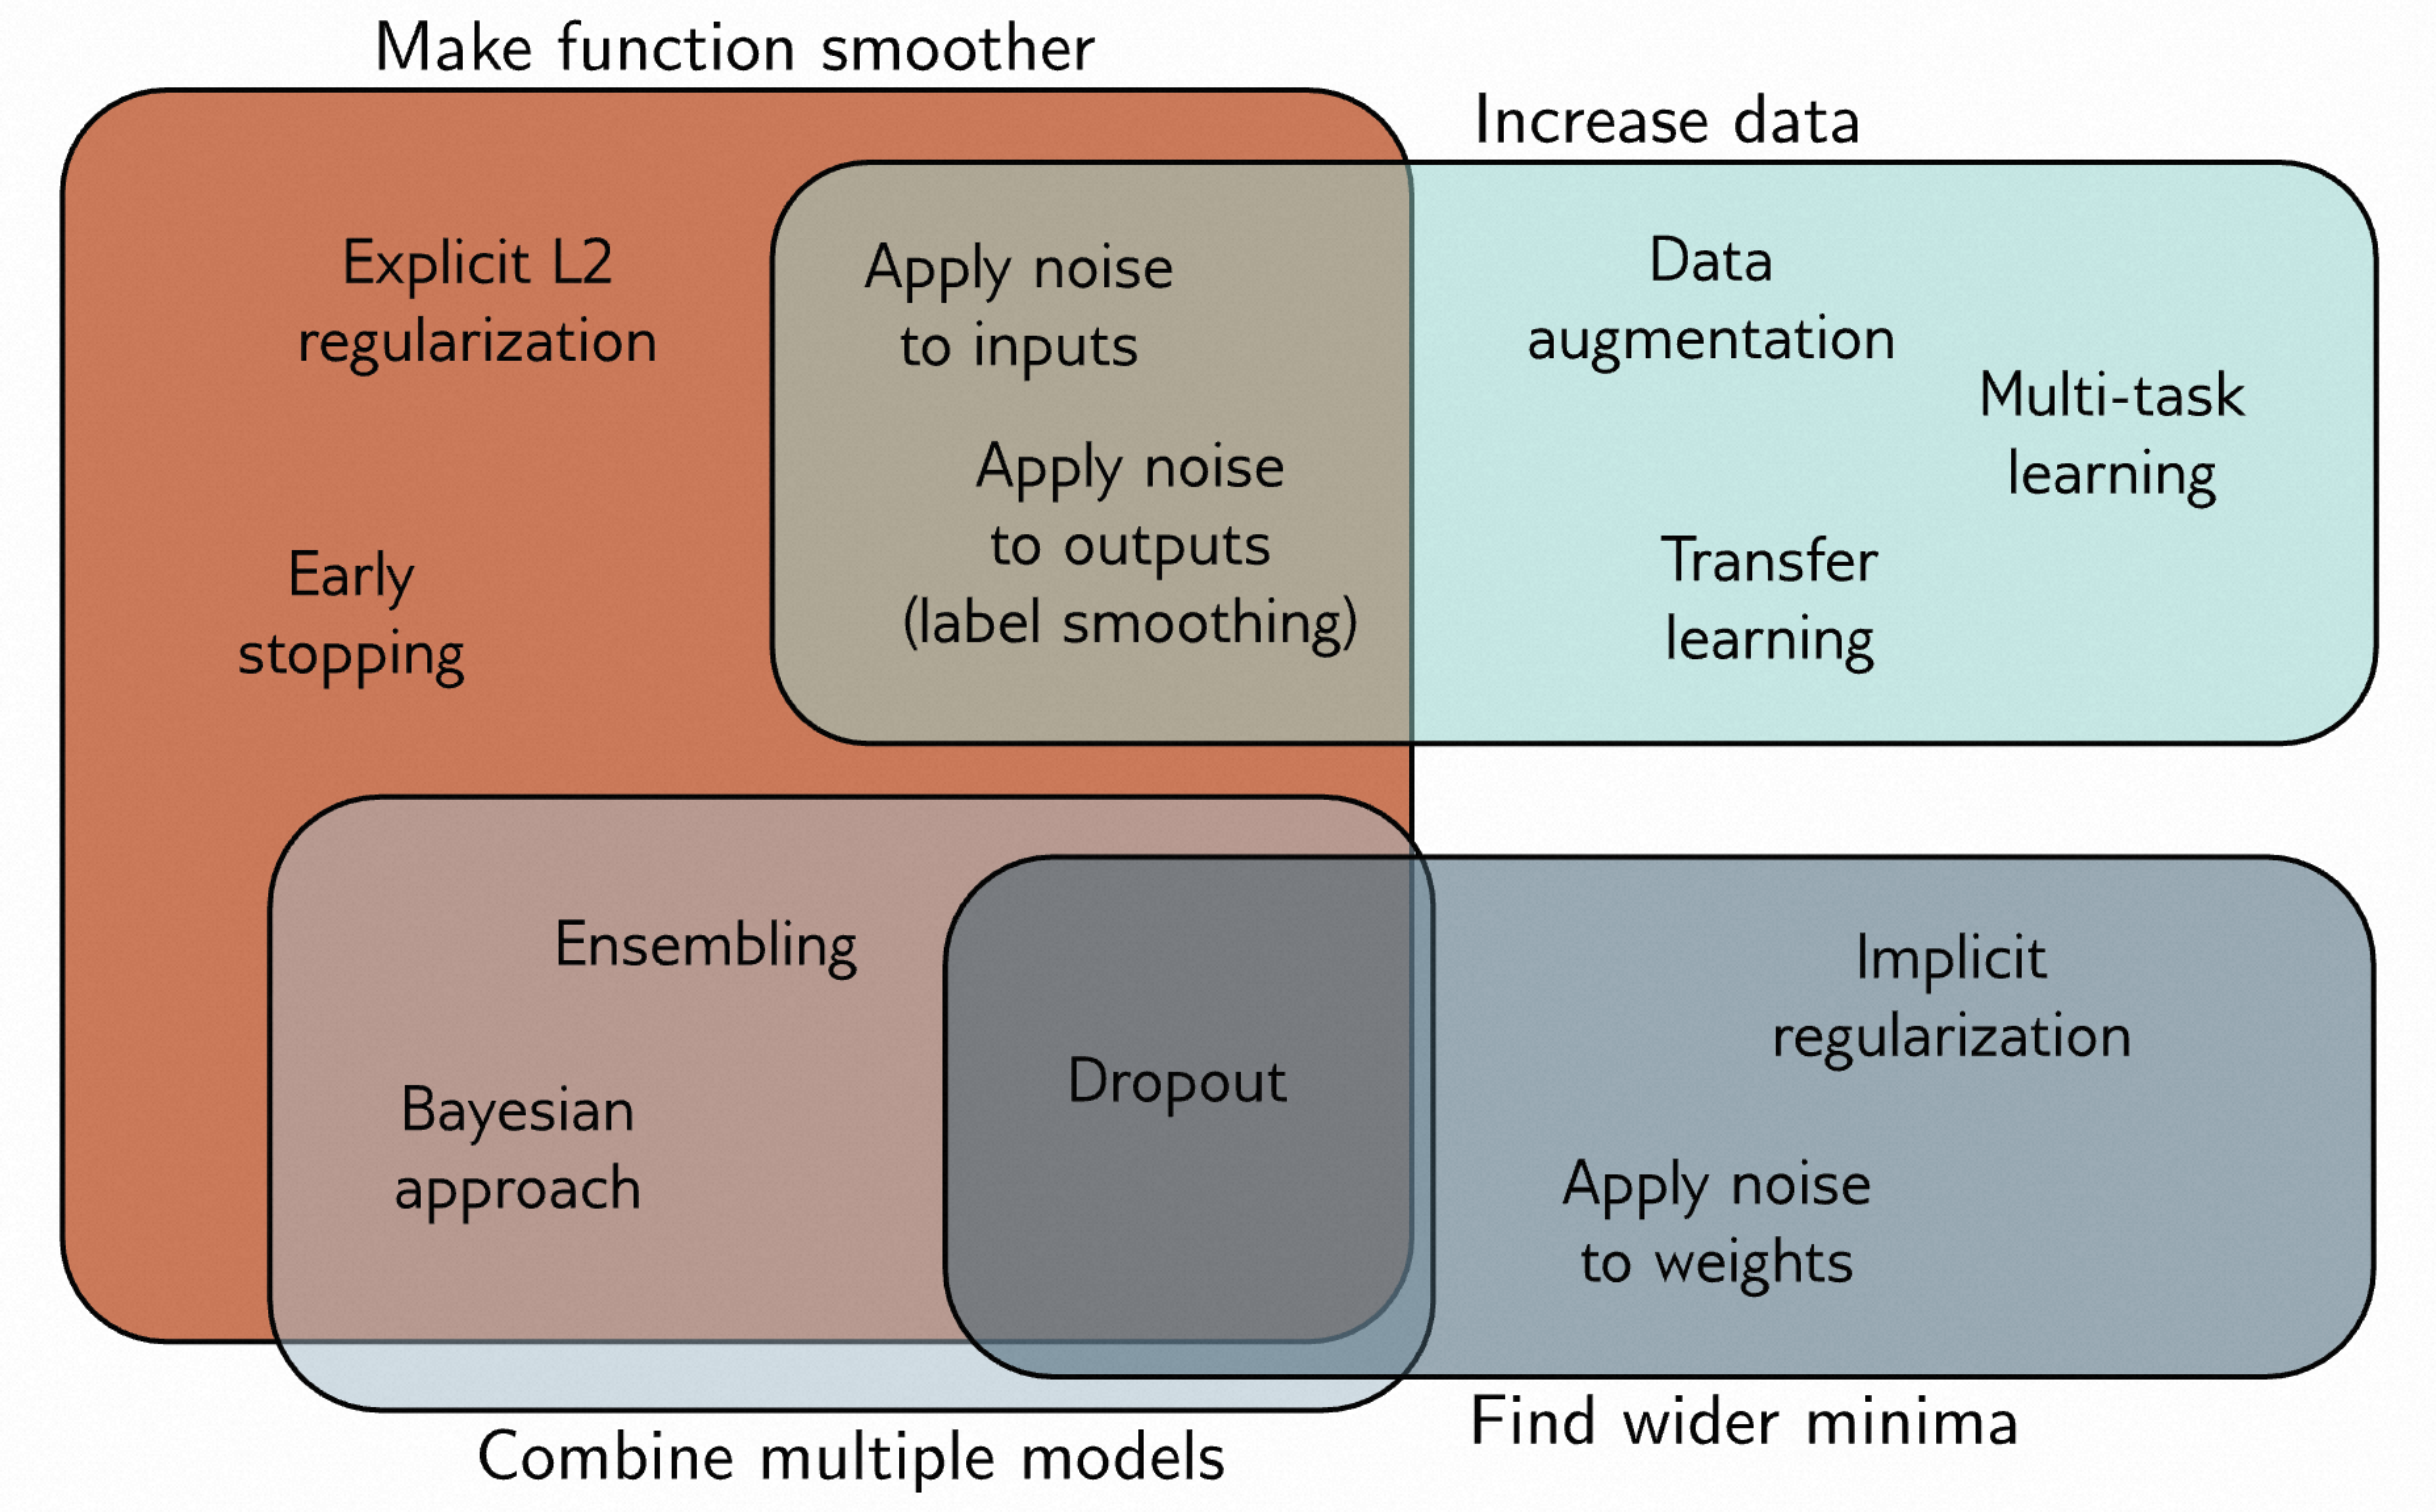 Make function smoother
Increase data
Explicit L2
regularization
Apply noise
to inputs
Data
augmentation
Multi-task
learning
Apply noise
to outputs
(label smoothing)
Early
stopping
Transfer
learning
Ensembling
Implicit
regularization
Dropout
Bayesian
approach
Apply noise
to weights
Find wider minima
Combine multiple models